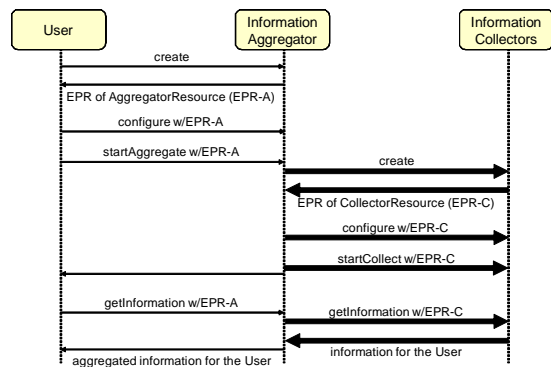 User
Information
Aggregator
Information
Collectors
create
EPR of AggregatorResource (EPR-A)
configure w/EPR-A
startAggregate w/EPR-A
create
EPR of CollectorResource (EPR-C)
configure w/EPR-C
startCollect w/EPR-C
getInformation w/EPR-A
getInformation w/EPR-C
information for the User
aggregated information for the User